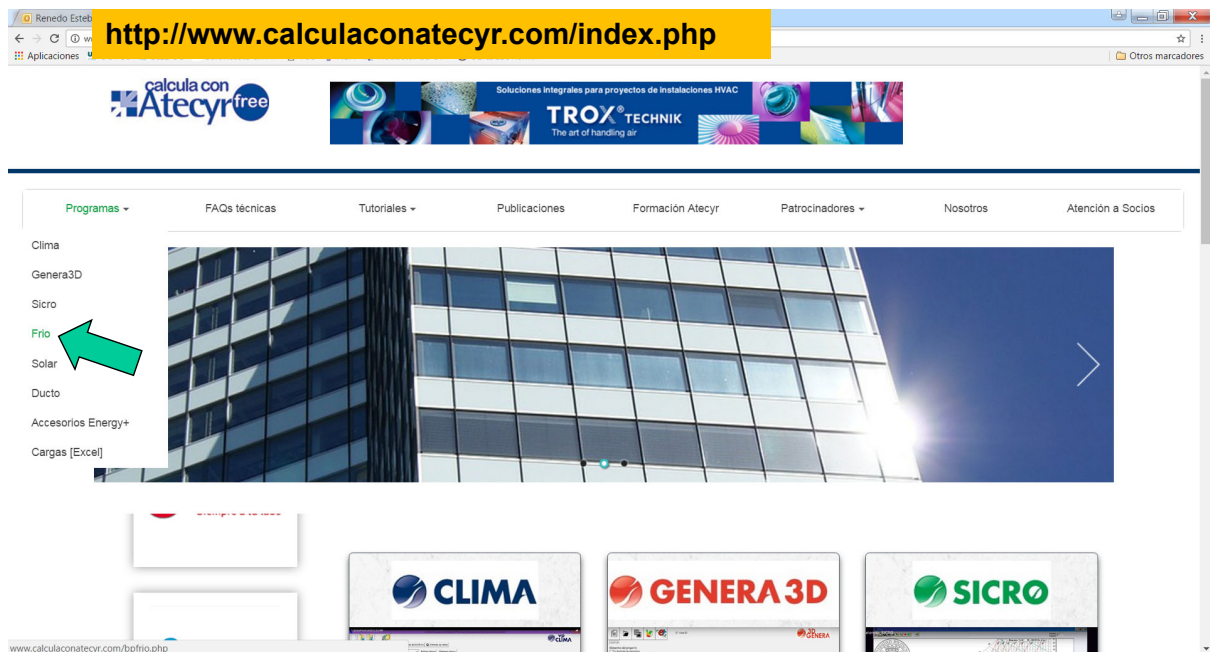 Renedo Esteb
http://www.calculaconatecyr.com/index.php
Aplicaciones
Otros marcadores
calcula con
Atecyr free
Soluciones integrales para proyectos de instalaciones HVAC
TROX® TECHNIK
The art of handling air
Programas
FAQs técnicas
Tutoriales
Publicaciones
Formación Atecyr
Patrocinadores
Nosotros
Atención a Socios
Clima
Genera3D
Sicro
Frio
Solar
Ducto
Accesorios Energy+
Cargas [Excel]
CLIMA
GENERA 3D
SICRO
CLIMA
GENERA
www.calculaconatecyr.com/bpfrio.php